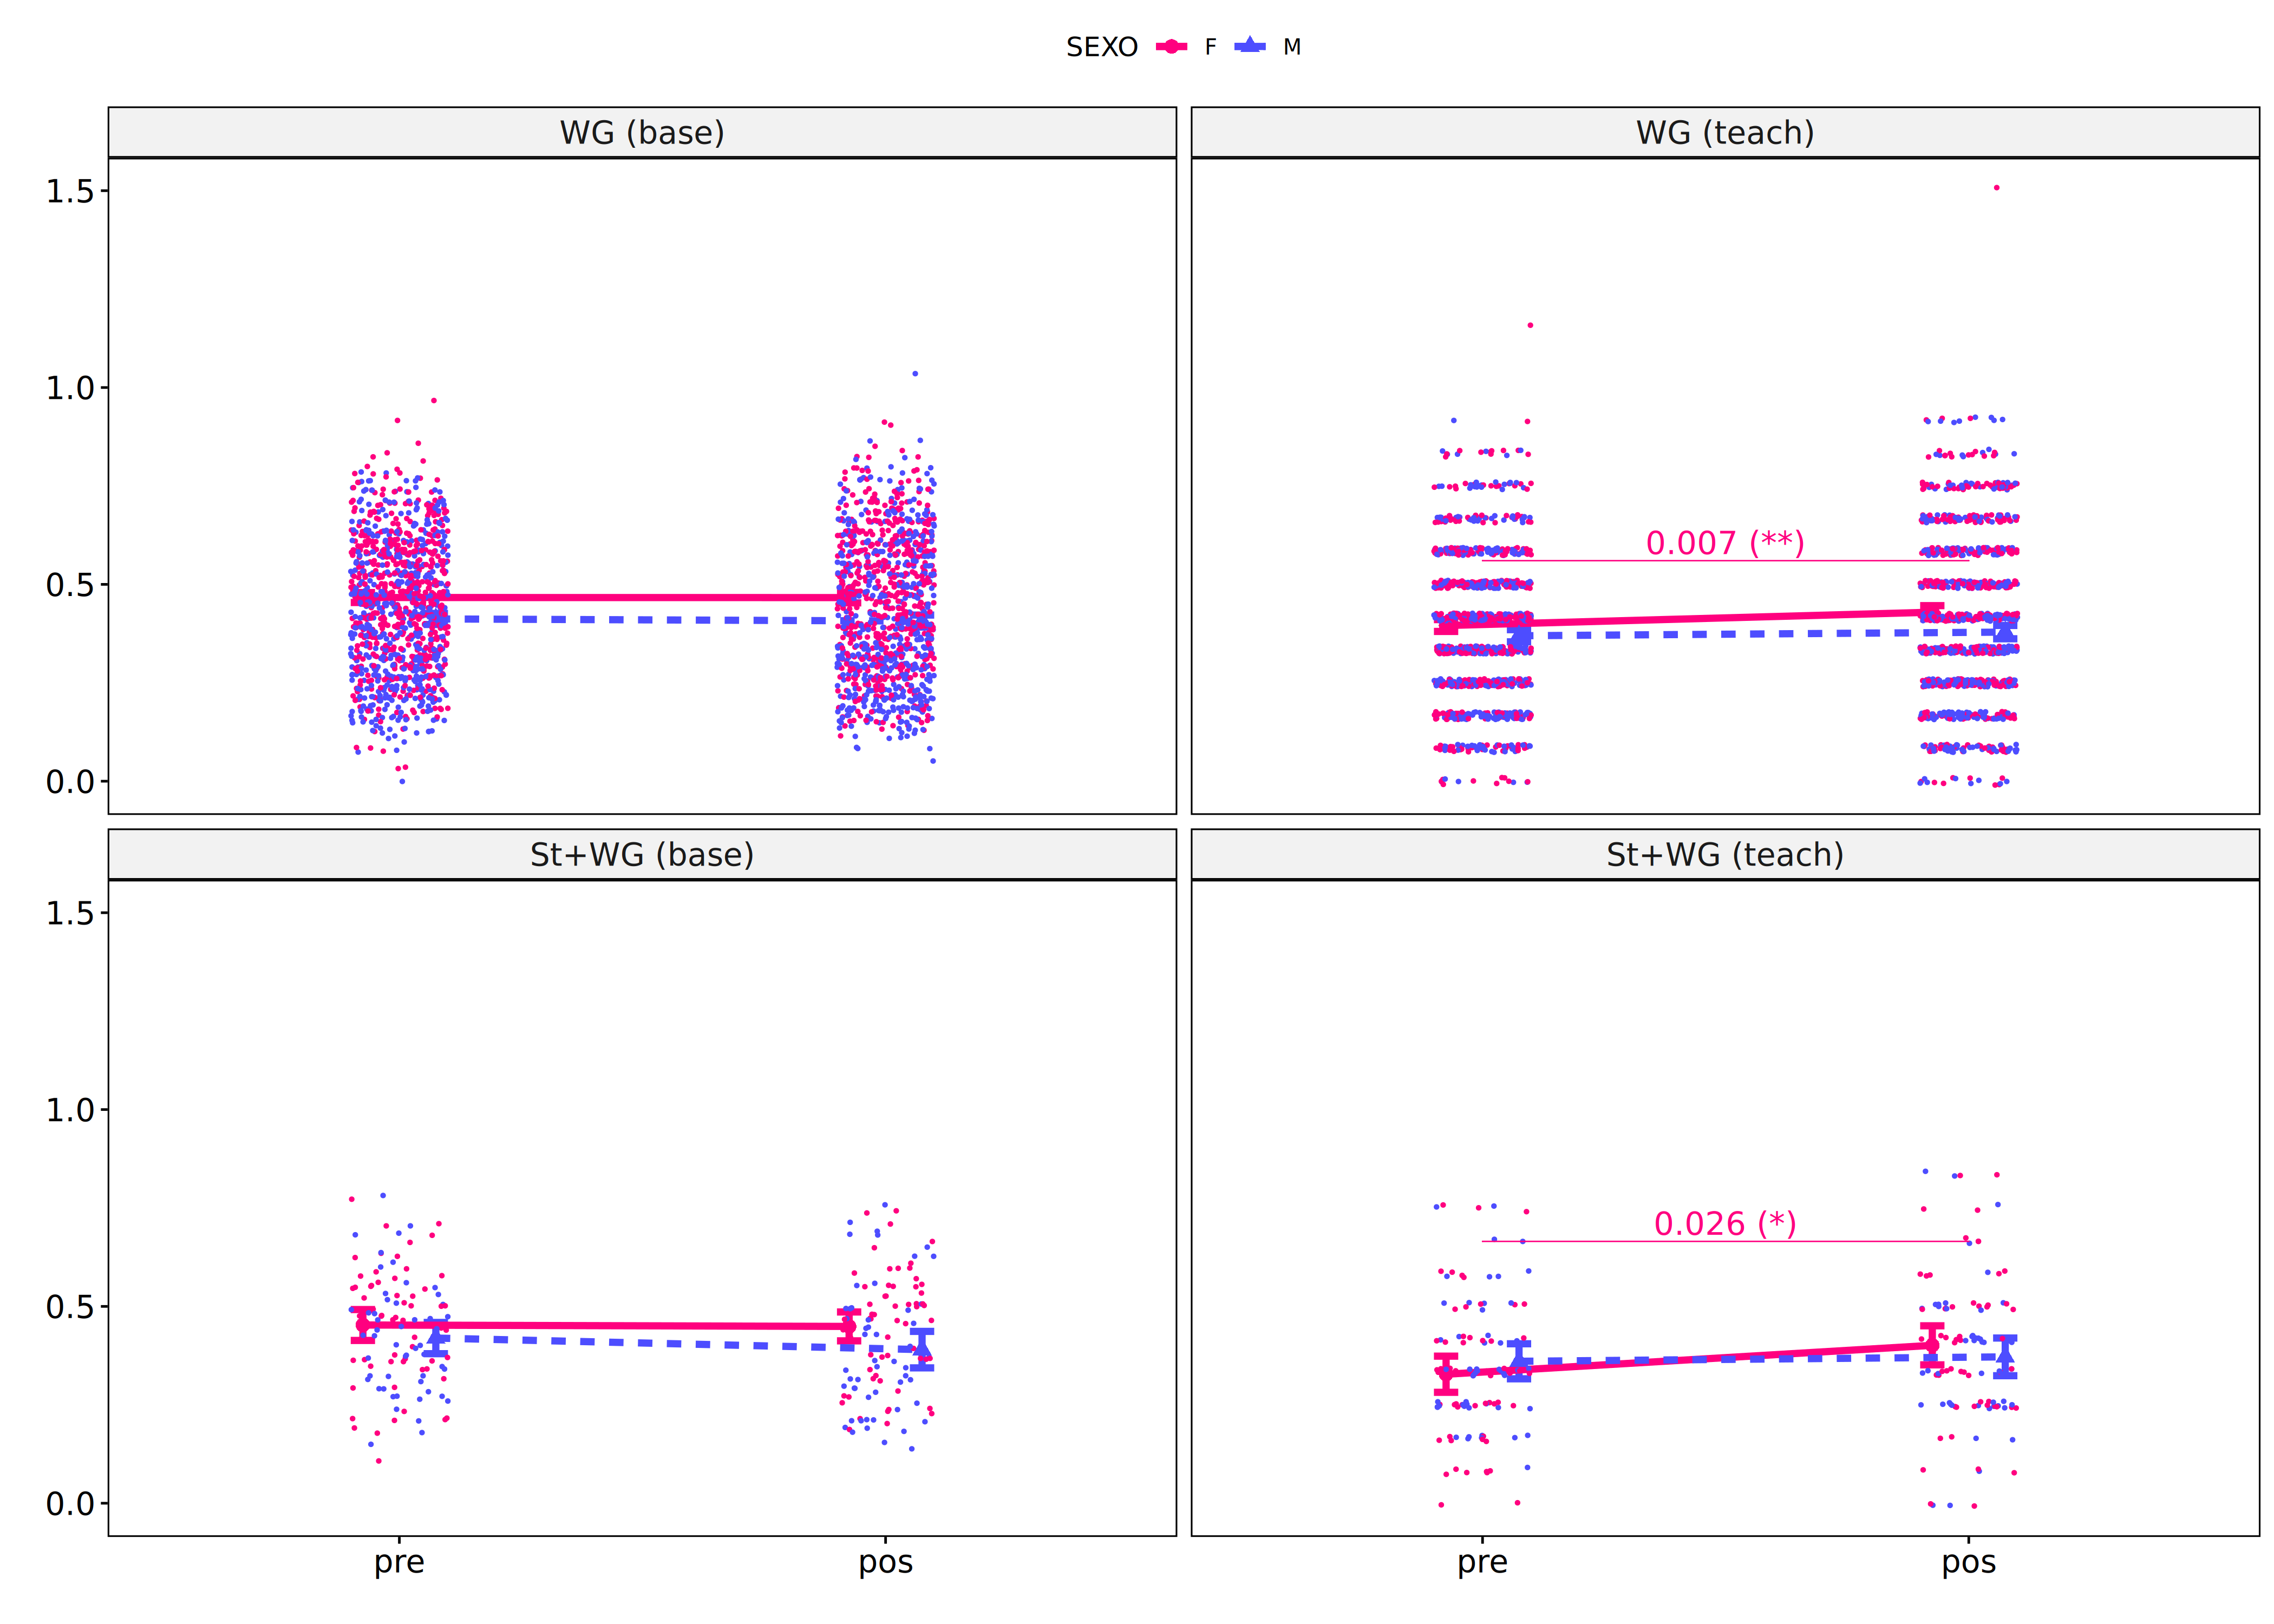 SEXO F M
WG (base)
WG (teach)
1.5
1.0
0.5
0.0
0.007 (**)
St+WG (base)
St+WG (teach)
1.5
1.0
0.5
0.0
0.026 (*)
pre pos pre pos